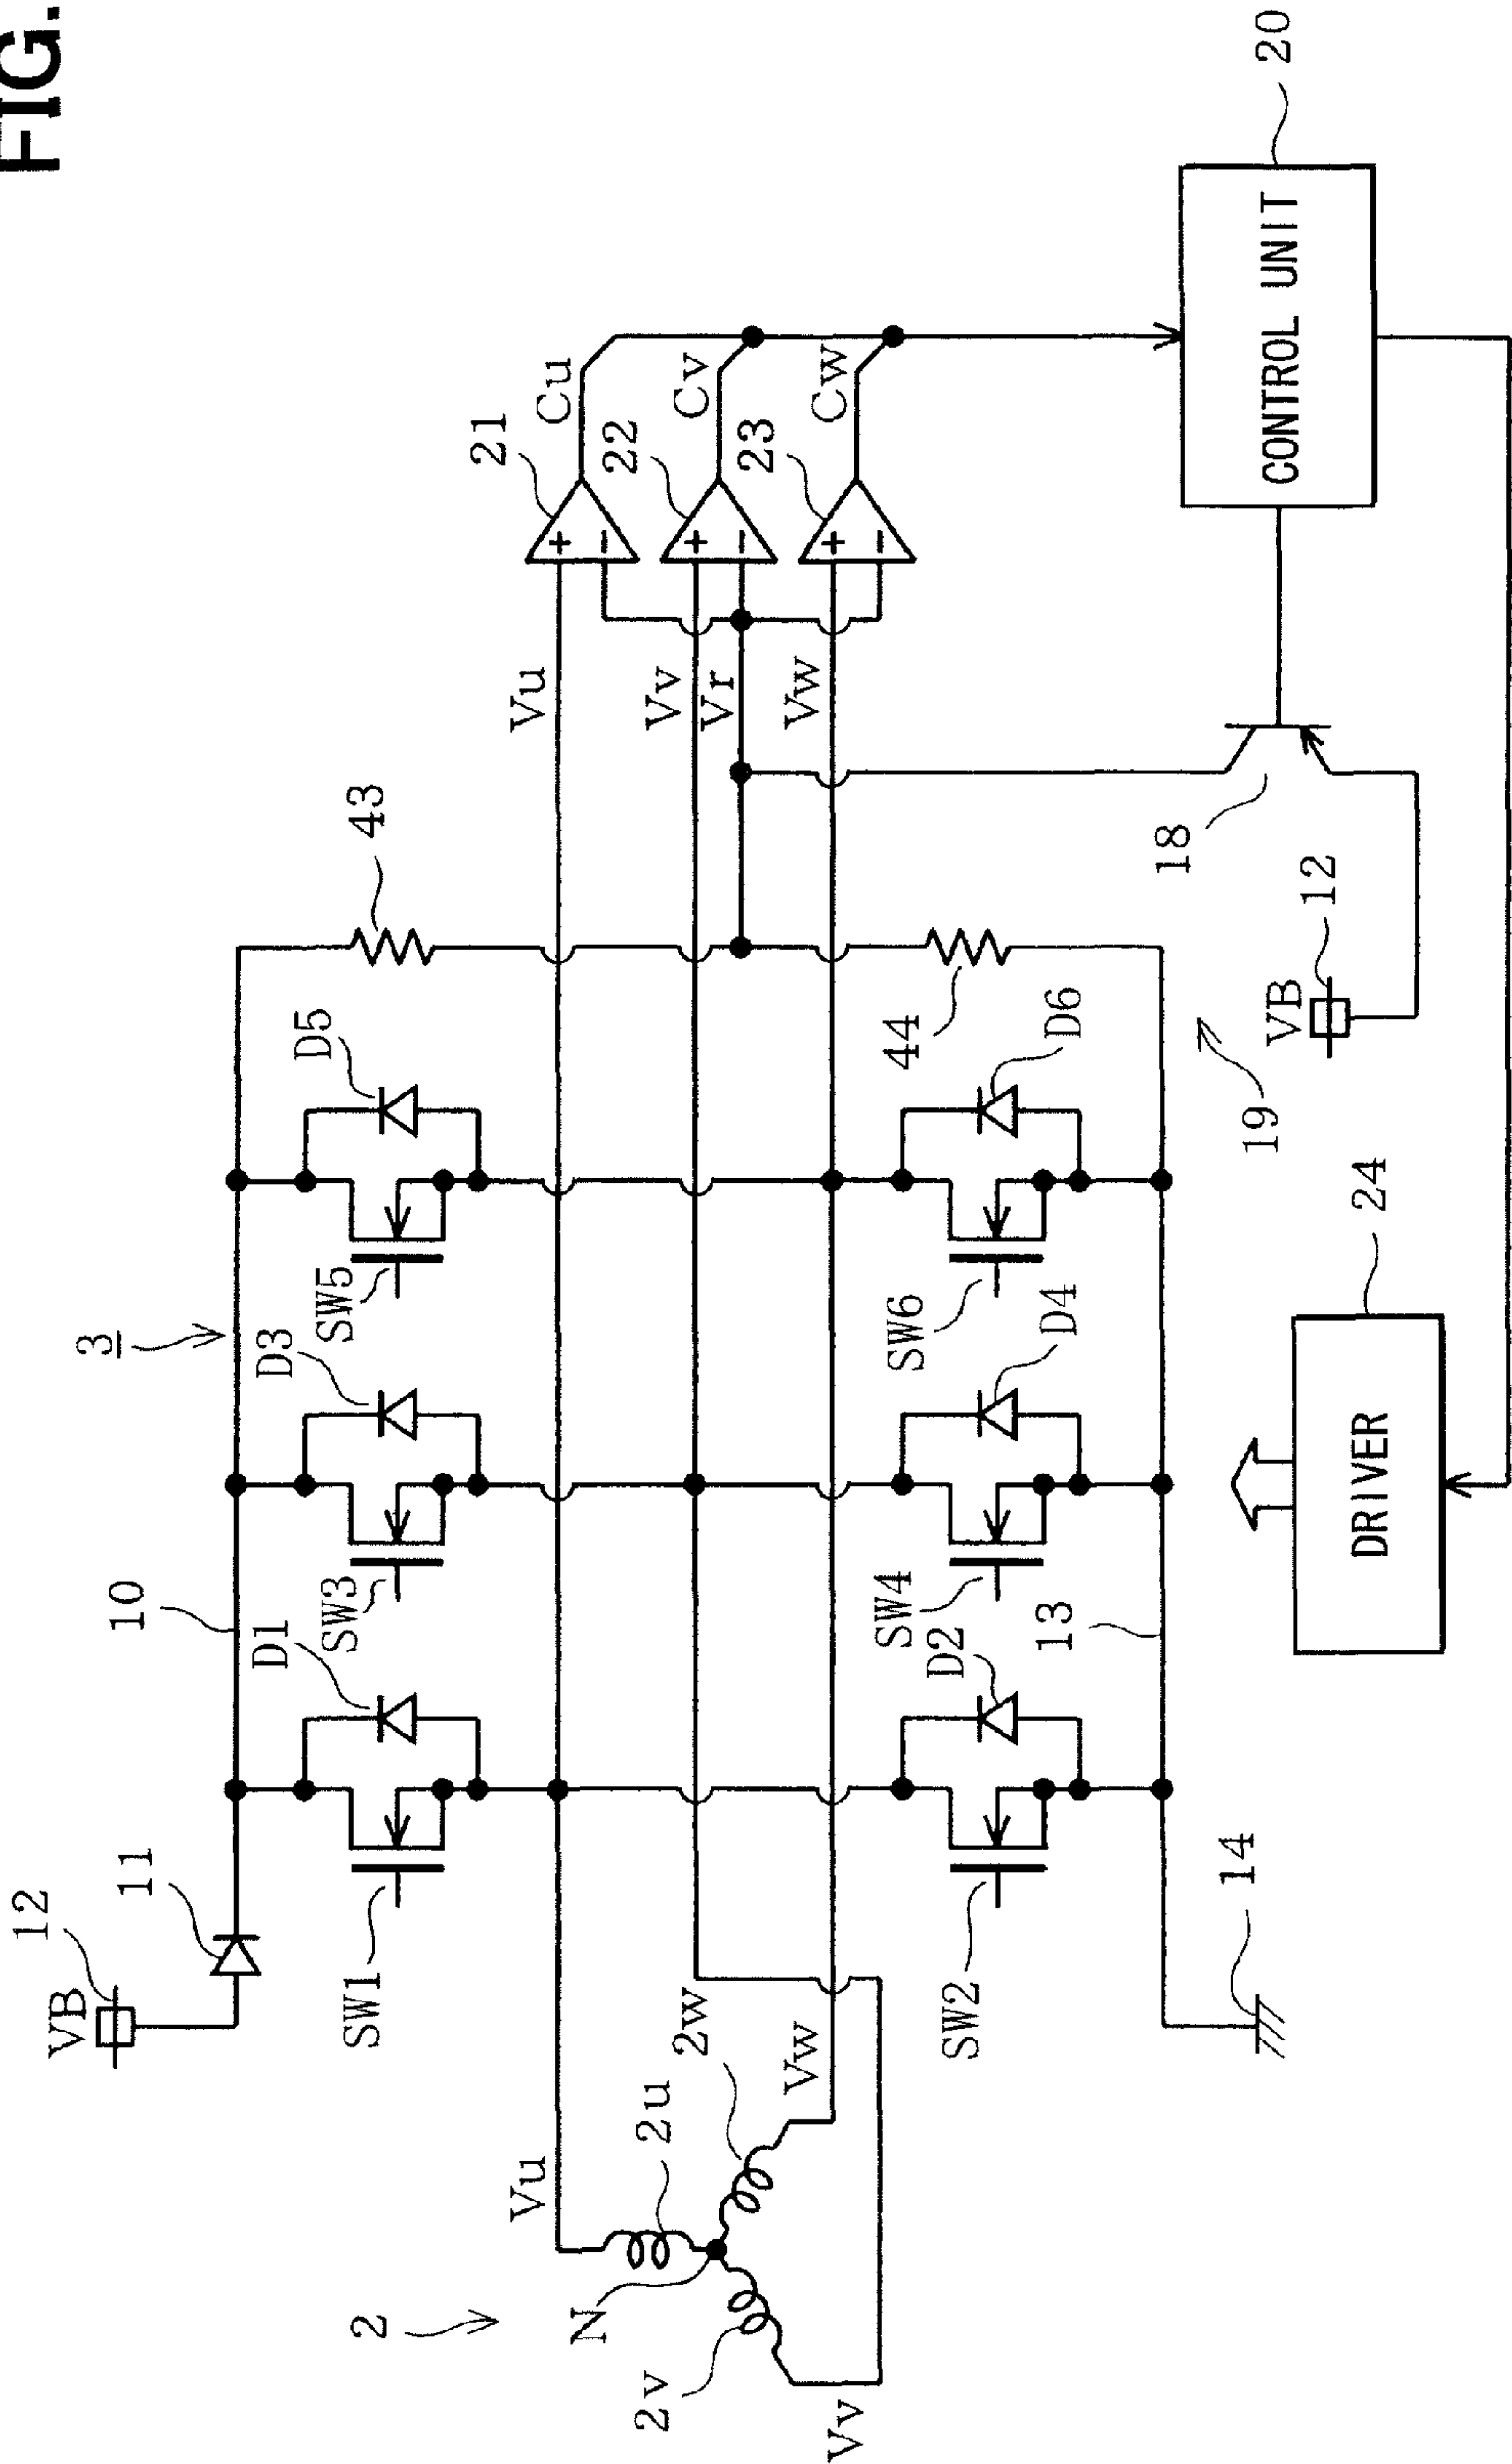 FIG.
VB
12
11
10
3
D1
D3
D5
43
SW1
SW3
SW5
Vu
Vu
21
Cu
2
N
2u
2w
Vv
Vr
22
Cv
2v
Vw
Vw
23
Cw
Vv
SW2
D2
SW4
D4
SW6
D6
44
13
14
19
18
VB
12
24
DRIVER
CONTROL UNIT
20